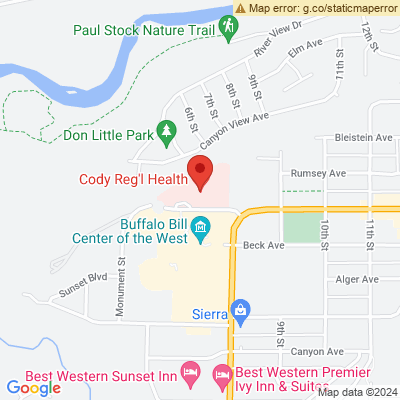 Map error: g.co/staticmaperror
Paul Stock Nature Trail
River View Dr
Elm Ave
12th St
11th St
9th St
8th St
7th St
6th St
Canyon View Ave
Don Little Park
Bleistein Ave
Rumsey Ave
Cody Reg'l Health
Buffalo Bill
Center of the West
Beck Ave
10th St
11th St
Monument St
Sunset Blvd
Alger Ave
Sierra
9th St
Canyon Ave
Best Western Sunset Inn
Best Western Premier
Ivy Inn & Suites
Google
Map data ©2024